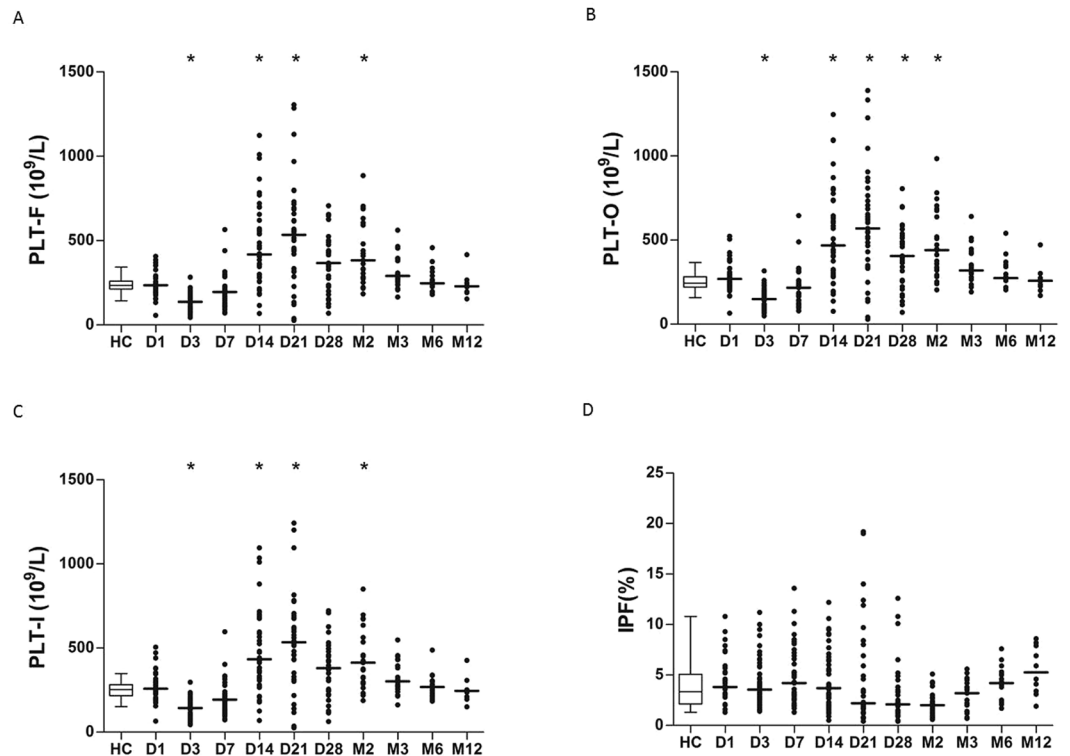 A
* * * *
1500
1000
500
0
PLT-F (10⁹/L)
HC D1 D3 D7 D14 D21 D28 M2 M3 M6 M12
B
* * * * *
1500
1000
500
0
PLT-O (10⁹/L)
HC D1 D3 D7 D14 D21 D28 M2 M3 M6 M12
C
* * * *
1500
1000
500
0
PLT-I (10⁹/L)
HC D1 D3 D7 D14 D21 D28 M2 M3 M6 M12
D
25
20
15
10
5
0
IPF(%)
HC D1 D3 D7 D14 D21 D28 M2 M3 M6 M12